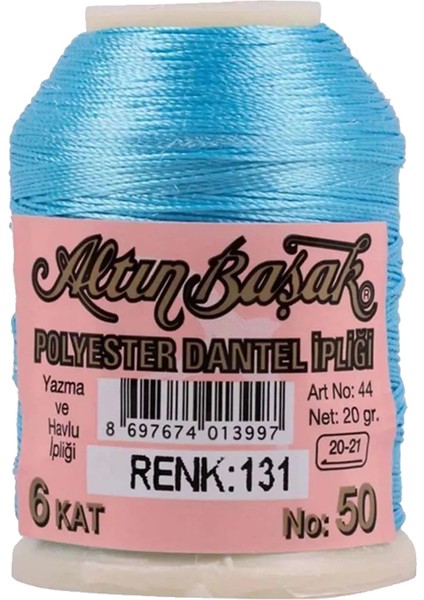 Altın Başak ®
POLYESTER DANTEL İPLİĞİ
Yazma
ve
Havlu
İpliği
8 697674 013997
Art No: 44
Net: 20 gr.
20-21
RENK:131
6 KAT
No: 50